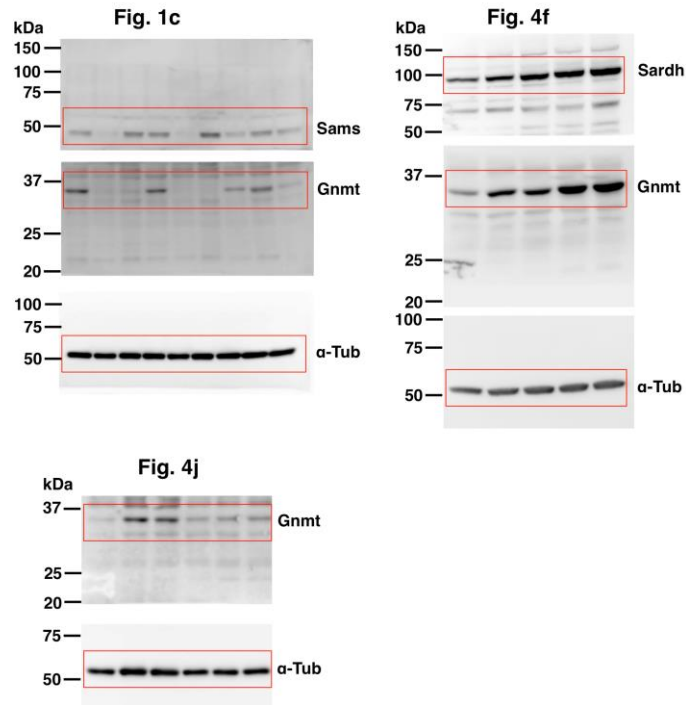 Fig. 1c
kDa
150
100
75
50
Sams
37
Gnmt
25
20
100
75
50
α-Tub
Fig. 4f
kDa
150
100
Sardh
75
50
37
Gnmt
25
20
100
75
50
α-Tub
Fig. 4j
kDa
37
Gnmt
25
20
75
50
α-Tub